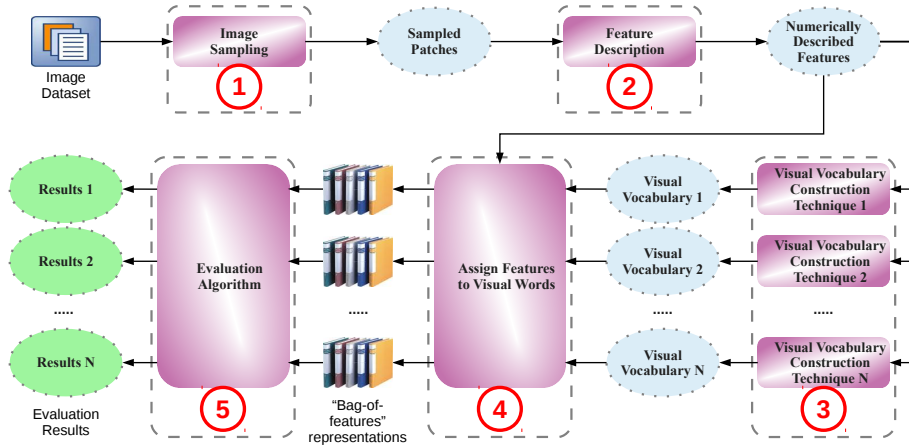 Image
Sampling
1
Image
Dataset
Sampled
Patches
Feature
Description
2
Numerically
Described
Features
Results 1
Results 2
.....
Results N
Evaluation
Results
Evaluation
Algorithm
5
.....
“Bag-of-
features”
representations
Assign Features
to Visual Words
4
Visual
Vocabulary 1
Visual
Vocabulary 2
.....
Visual
Vocabulary N
Visual Vocabulary
Construction
Technique 1
Visual Vocabulary
Construction
Technique 2
.....
Visual Vocabulary
Construction
Technique N
3